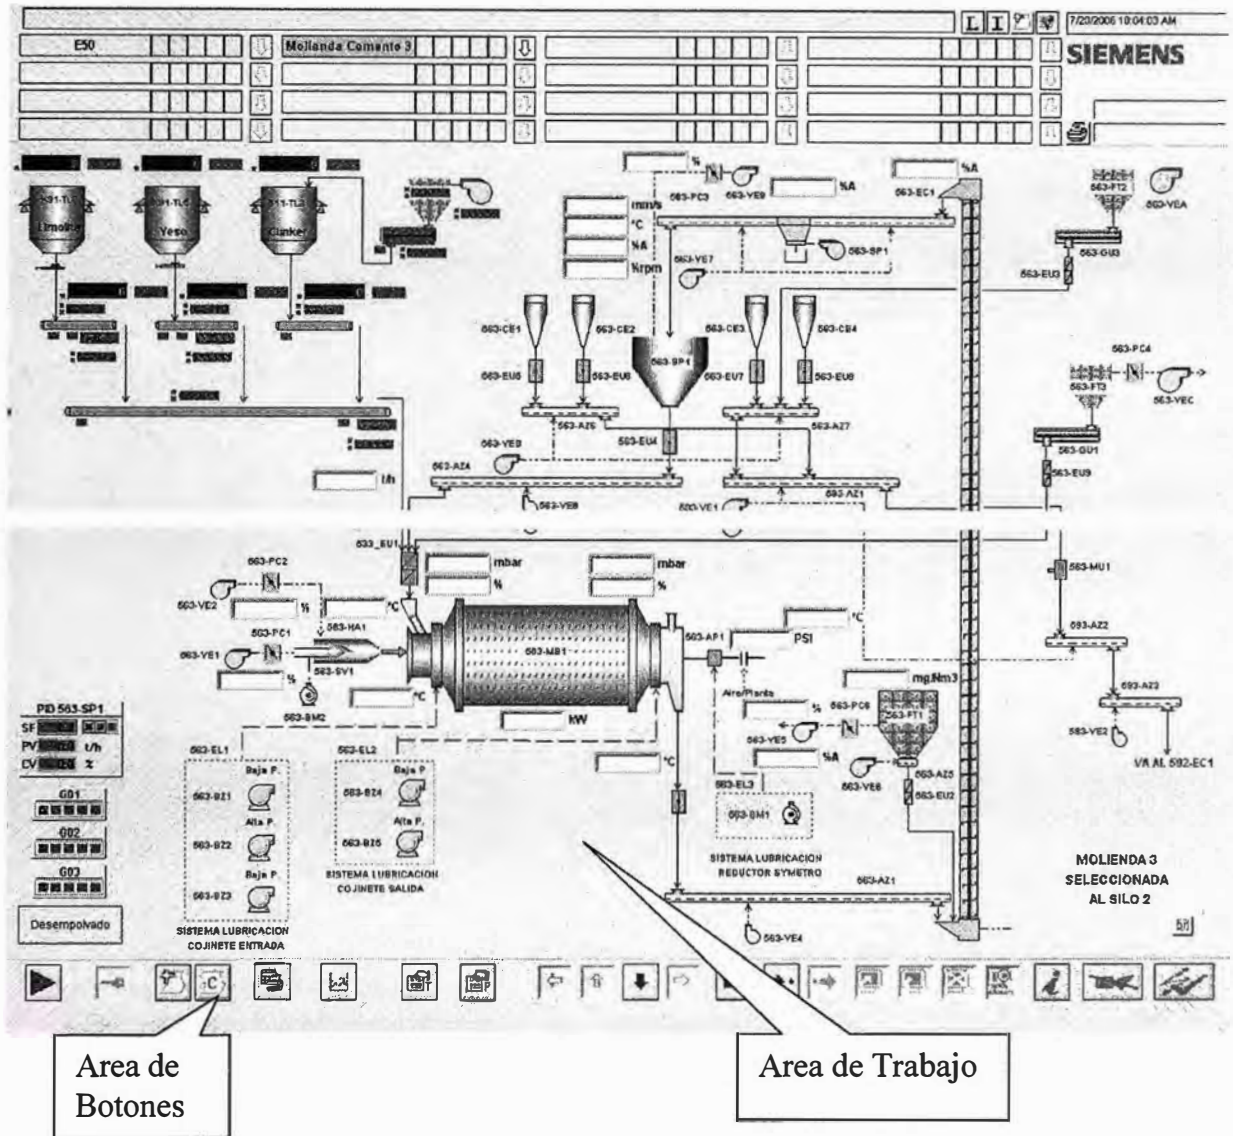 L I
7/20/2006 10:04:03 AM
E50
Molienda Cemento 3
SIEMENS
Yeso
Clinker
mm/s
°C
%A
%rpm
%
563-PC3
563-VE9
%A
563-EC1
%A
563-SP1
563-VE7
563-FT2
563-VEA
563-GU3
563-EU3
563-CE1
563-CE2
563-CE3
563-CE4
563-SP1
563-EU5
563-EU6
563-EU7
563-EU8
563-AZ6
563-AZ7
563-EU4
563-AZ4
593-AZ1
563-PC4
563-FT3
563-VEC
563-GU1
563-EU9
t/h
563-PC2
563-VE2
%
°C
563-HA1
563-PC1
563-VE1
%
563-SV1
°C
563-BM2
mbar
%
mbar
%
563-MB1
kW
563-AP1
°C
PSI
Aire/Planta
%
mg/Nm3
563-PC6
563-FT1
563-VE5
%A
563-VE6
563-AZ5
563-EU2
°C
563-MU1
593-AZ2
593-AZ3
593-VE2
VA AL 592-EC1
PID 563-SP1
PV t/h
CV %
G01
G02
G03
Desempolvado
563-EL1
Baja P.
563-BZ1
Alta P.
563-BZ2
Baja P.
563-BZ3
SISTEMA LUBRICACION
COJINETE ENTRADA
563-EL2
Baja P.
563-BZ4
Alta P.
563-BZ5
SISTEMA LUBRICACION
COJINETE SALIDA
563-EL3
563-BM1
SISTEMA LUBRICACION
REDUCTOR SYMETRO
563-AZ1
563-VE4
MOLIENDA 3
SELECCIONADA
AL SILO 2
Area de
Botones
Area de Trabajo